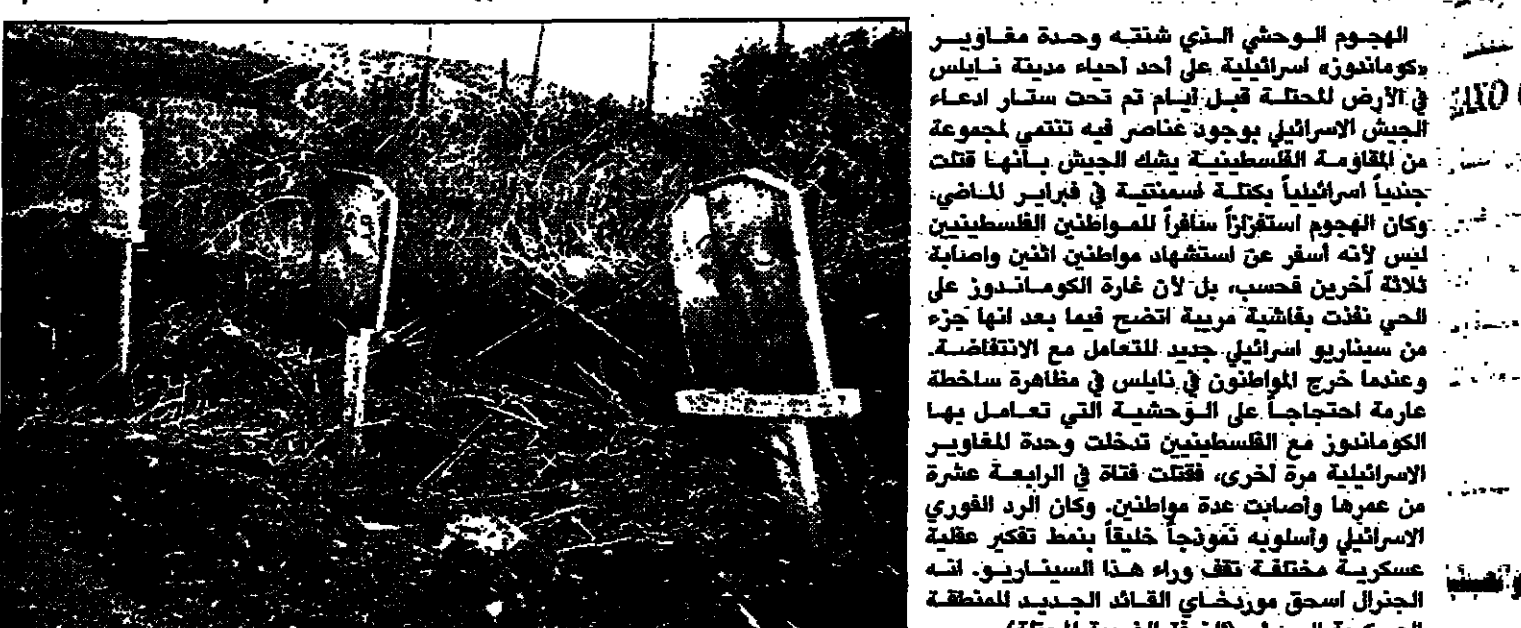 الهجوم الوحشي الذي شنته وحدة مغاوير
«كوماندوز» اسرائيلية على أحد أحياء مدينة نابلس
في الأرض المحتلة قبل أيام تم تحت ستار ادعاء
الجيش الاسرائيلي بوجود عناصر فيه تنتمي لمجموعة
من المقاومة الفلسطينية يشك الجيش بأنها قتلت
جندياً اسرائيلياً بكتلة اسمنتية في فبراير الماضي.
وكان الهجوم استفزازاً سافراً للمواطنين الفلسطينيين
ليس لأنه أسفر عن استشهاد مواطنين اثنين واصابة
ثلاثة آخرين فحسب، بل لأن غارة الكوماندوز على
الحي نفذت بفاشية مريبة اتضح فيما بعد انها جزء
من سيناريو اسرائيلي جديد للتعامل مع الانتفاضة.
وعندما خرج المواطنون في نابلس في مظاهرة ساخطة
عارمة احتجاجاً على الوحشية التي تعامل بها
الكوماندوز مع الفلسطينيين تدخلت وحدة المغاوير
الاسرائيلية مرة أخرى، فقتلت فتاة في الرابعة عشرة
من عمرها وأصابت عدة مواطنين. وكان الرد الفوري
الاسرائيلي وأسلوبه نموذجاً خليقاً بنمط تفكير عقلية
عسكرية مختلفة تقف وراء هذا السيناريو. انه
الجنرال اسحق موردخاي القائد الجديد للمنطقة